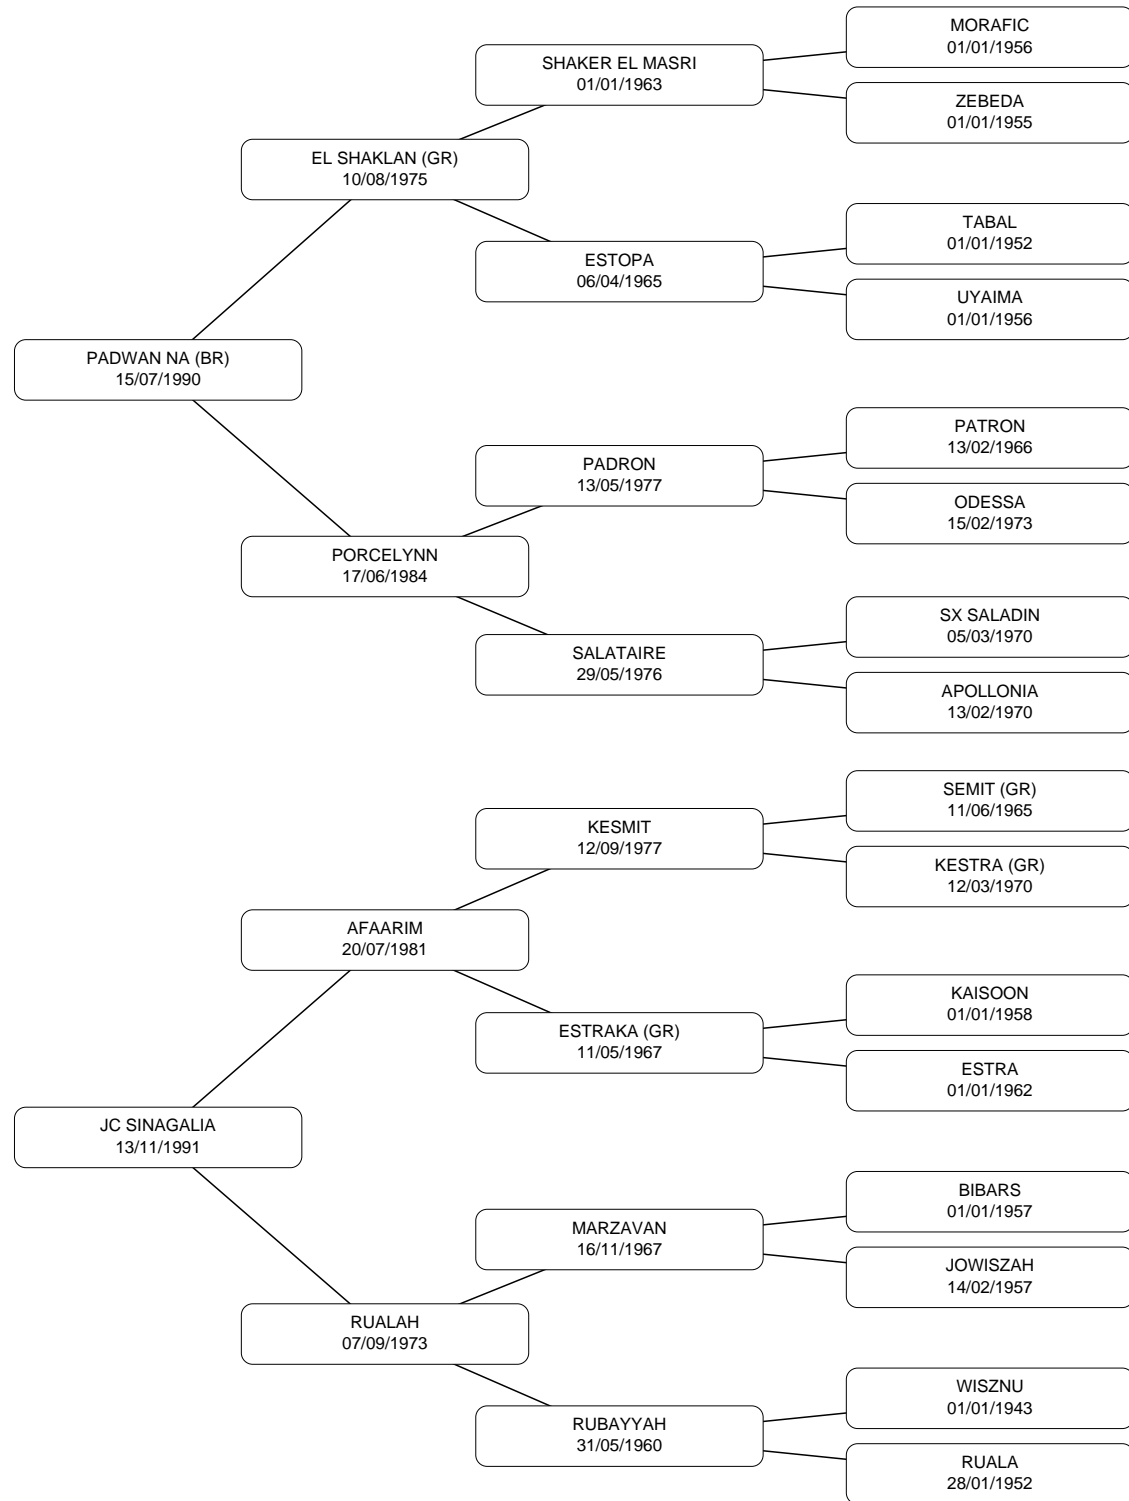 MORAFIC
01/01/1956
SHAKER EL MASRI
01/01/1963
ZEBEDA
01/01/1955
EL SHAKLAN (GR)
10/08/1975
TABAL
01/01/1952
ESTOPA
06/04/1965
UYAIMA
01/01/1956
PADWAN NA (BR)
15/07/1990
PATRON
13/02/1966
PADRON
13/05/1977
ODESSA
15/02/1973
PORCELYNN
17/06/1984
SX SALADIN
05/03/1970
SALATAIRE
29/05/1976
APOLLONIA
13/02/1970
SEMIT (GR)
11/06/1965
KESMIT
12/09/1977
KESTRA (GR)
12/03/1970
AFAARIM
20/07/1981
KAISOON
01/01/1958
ESTRAKA (GR)
11/05/1967
ESTRA
01/01/1962
JC SINAGALIA
13/11/1991
BIBARS
01/01/1957
MARZAVAN
16/11/1967
JOWISZAH
14/02/1957
RUALAH
07/09/1973
WISZNU
01/01/1943
RUBAYYAH
31/05/1960
RUALA
28/01/1952